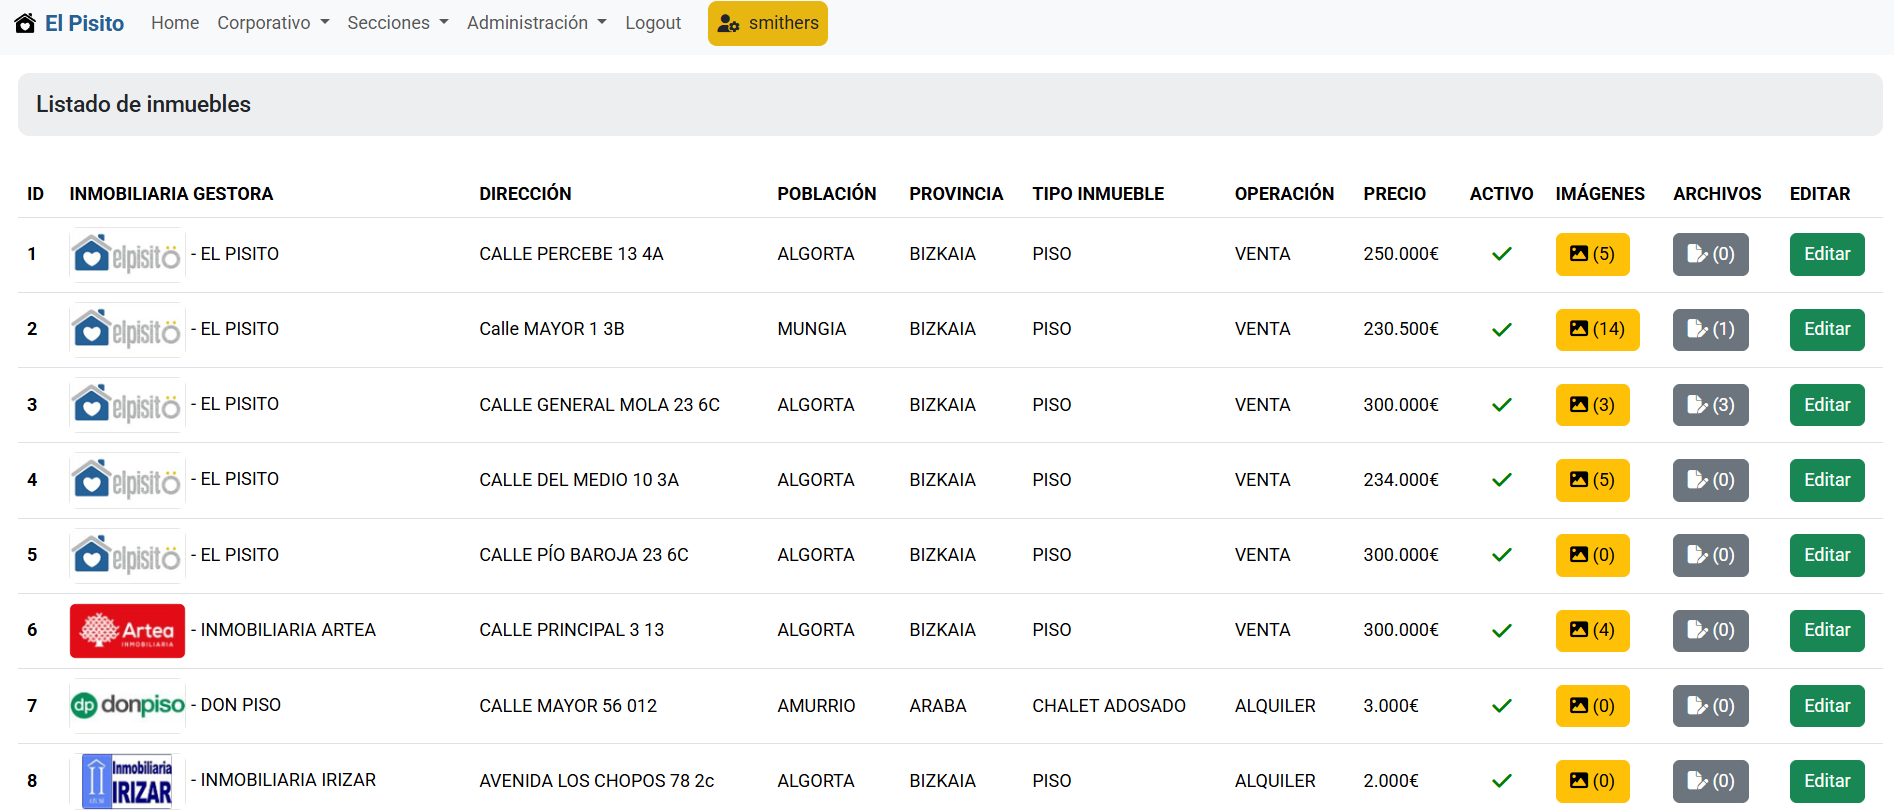 El Pisito Home Corporativo Secciones Administración Logout smithers
Listado de inmuebles
ID INMOBILIARIA GESTORA DIRECCIÓN POBLACIÓN PROVINCIA TIPO INMUEBLE OPERACIÓN PRECIO ACTIVO IMÁGENES ARCHIVOS EDITAR
1 elpisitö - EL PISITO CALLE PERCEBE 13 4A ALGORTA BIZKAIA PISO VENTA 250.000€ (5) (0) Editar
2 elpisitö - EL PISITO Calle MAYOR 1 3B MUNGIA BIZKAIA PISO VENTA 230.500€ (14) (1) Editar
3 elpisitö - EL PISITO CALLE GENERAL MOLA 23 6C ALGORTA BIZKAIA PISO VENTA 300.000€ (3) (3) Editar
4 elpisitö - EL PISITO CALLE DEL MEDIO 10 3A ALGORTA BIZKAIA PISO VENTA 234.000€ (5) (0) Editar
5 elpisitö - EL PISITO CALLE PÍO BAROJA 23 6C ALGORTA BIZKAIA PISO VENTA 300.000€ (0) (0) Editar
6 Artea INMOBILIARIA - INMOBILIARIA ARTEA CALLE PRINCIPAL 3 13 ALGORTA BIZKAIA PISO VENTA 300.000€ (4) (0) Editar
7 dp donpiso - DON PISO CALLE MAYOR 56 012 AMURRIO ARABA CHALET ADOSADO ALQUILER 3.000€ (0) (0) Editar
8 Inmobiliaria IRIZAR - INMOBILIARIA IRIZAR AVENIDA LOS CHOPOS 78 2c ALGORTA BIZKAIA PISO ALQUILER 2.000€ (0) (0) Editar